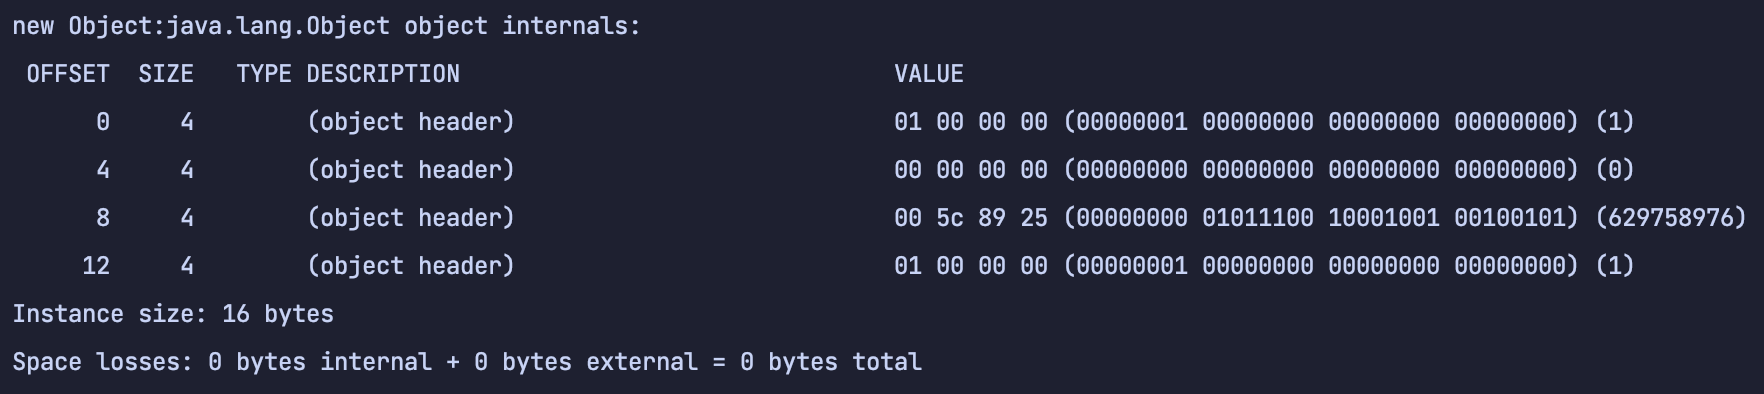 new Object:java.lang.Object object internals:
OFFSET  SIZE   TYPE DESCRIPTION                               VALUE
     0     4        (object header)                           01 00 00 00 (00000001 00000000 00000000 00000000) (1)
     4     4        (object header)                           00 00 00 00 (00000000 00000000 00000000 00000000) (0)
     8     4        (object header)                           00 5c 89 25 (00000000 01011100 10001001 00100101) (629758976)
    12     4        (object header)                           01 00 00 00 (00000001 00000000 00000000 00000000) (1)
Instance size: 16 bytes
Space losses: 0 bytes internal + 0 bytes external = 0 bytes total